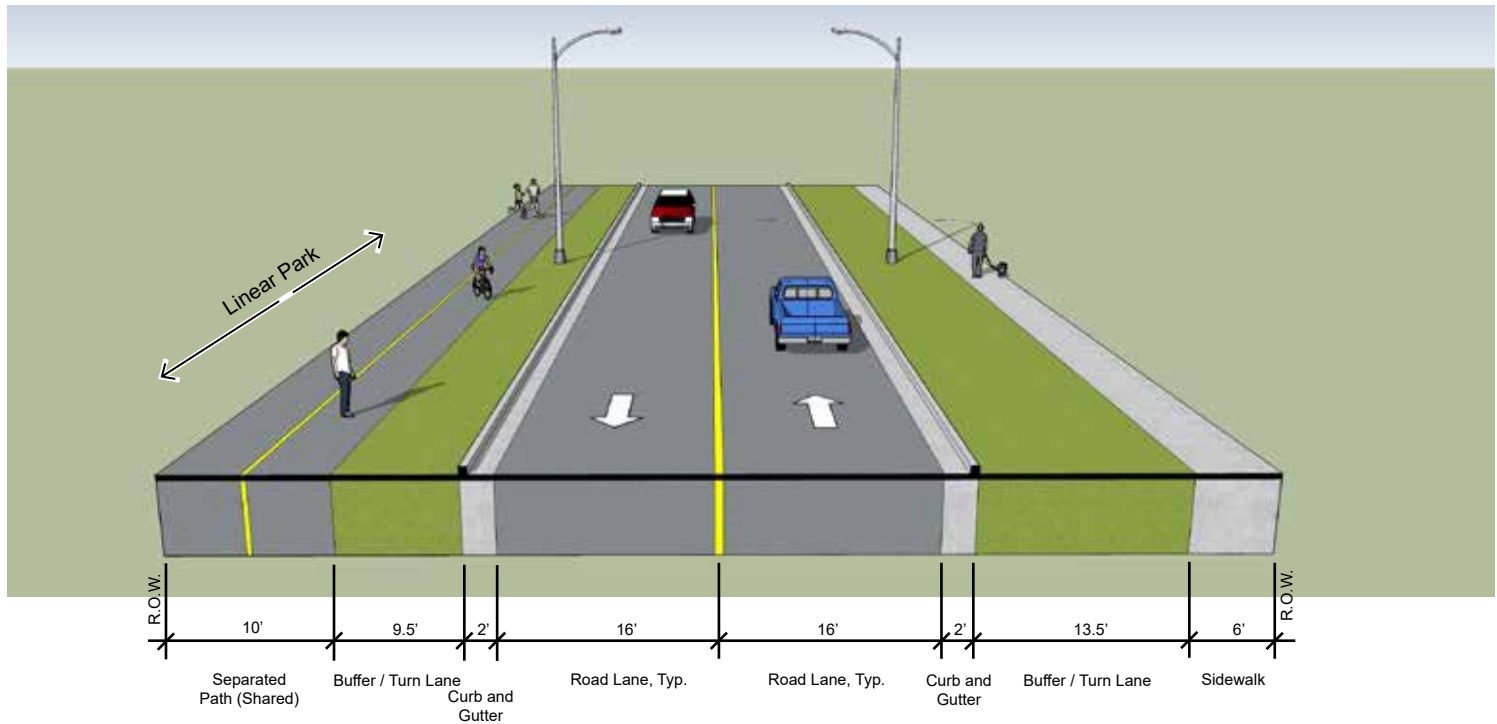 Linear Park
R.O.W.
R.O.W.
10’
9.5’
2’
16’
16’
2’
13.5’
6’
Separated
Path (Shared)
Buffer / Turn Lane
Curb and
Gutter
Road Lane, Typ.
Road Lane, Typ.
Curb and
Gutter
Buffer / Turn Lane
Sidewalk